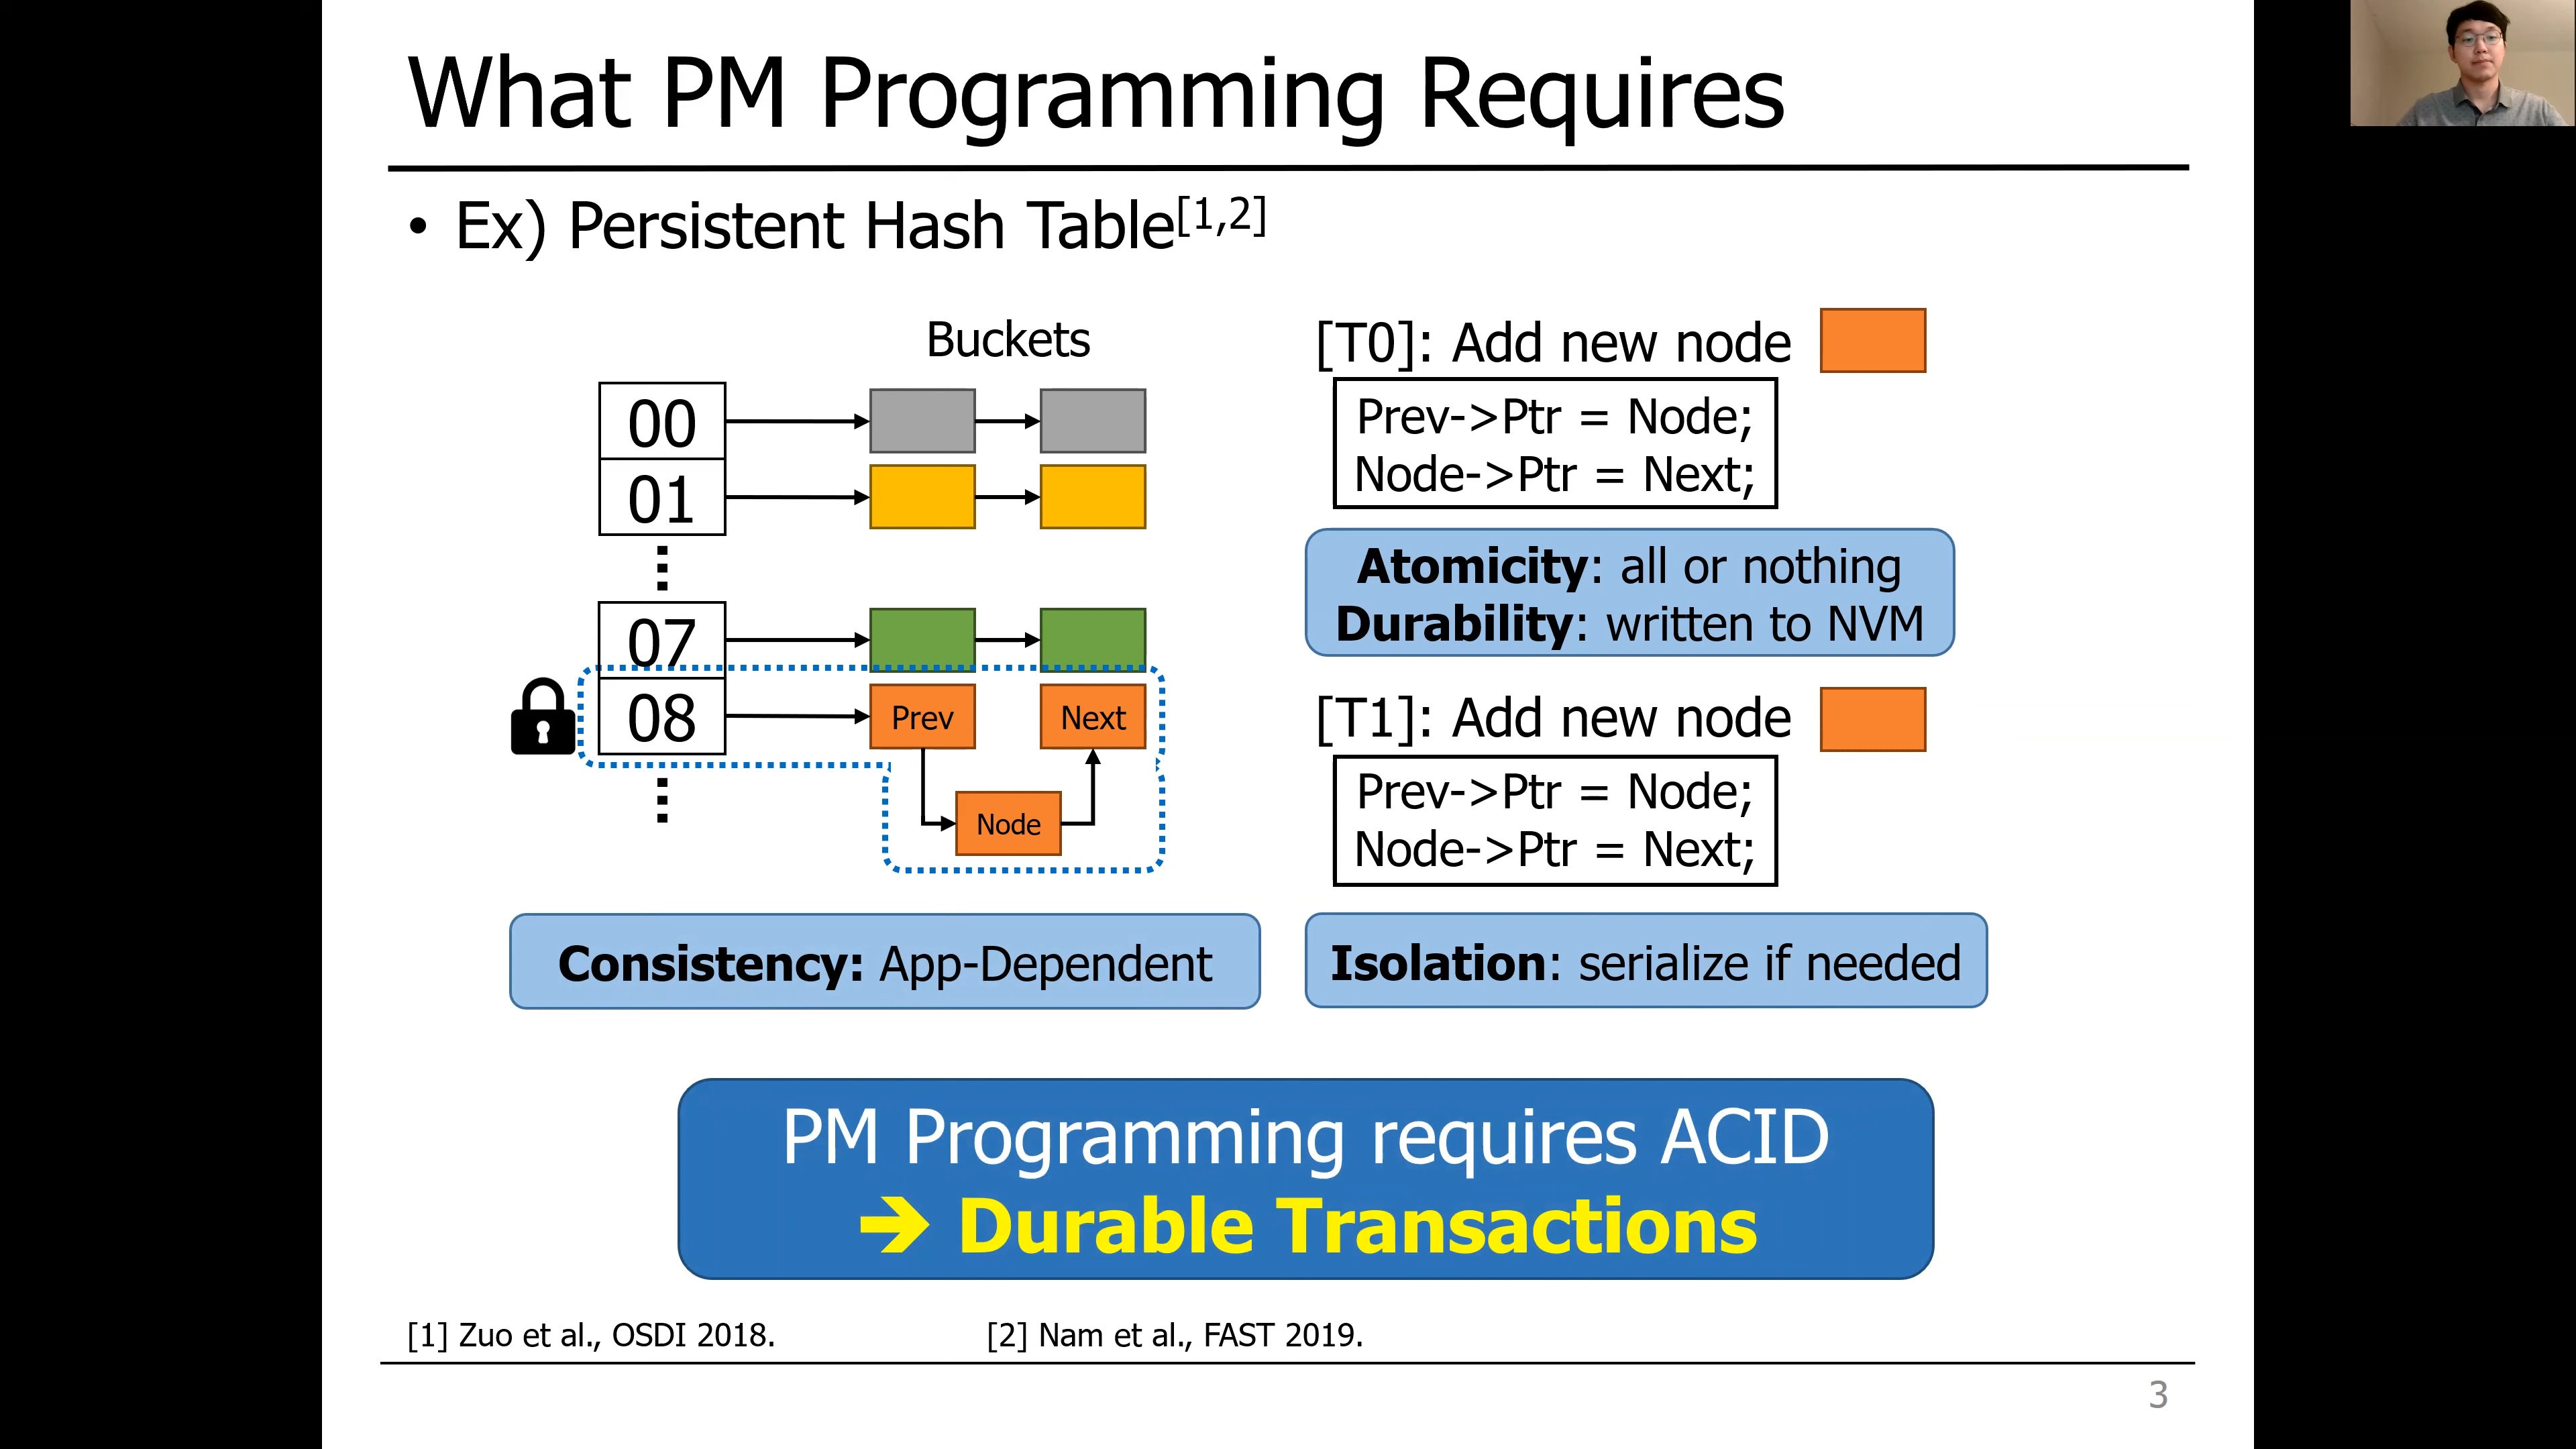 What PM Programming Requires
• Ex) Persistent Hash Table[1,2]
Buckets
00
01
07
08
Prev
Next
Node
[T0]: Add new node
Prev->Ptr = Node;
Node->Ptr = Next;
Atomicity: all or nothing
Durability: written to NVM
[T1]: Add new node
Prev->Ptr = Node;
Node->Ptr = Next;
Consistency: App-Dependent
Isolation: serialize if needed
PM Programming requires ACID
➔ Durable Transactions
[1] Zuo et al., OSDI 2018.
[2] Nam et al., FAST 2019.
3